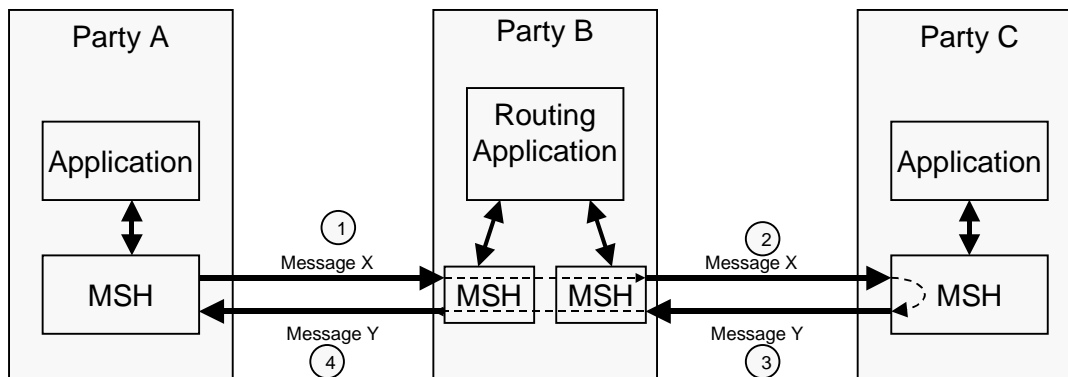 Party A
Party B
Party C
Routing
Application
Application
Application
1
2
Message X
Message X
MSH
MSH
MSH
MSH
Message Y
Message Y
4
3